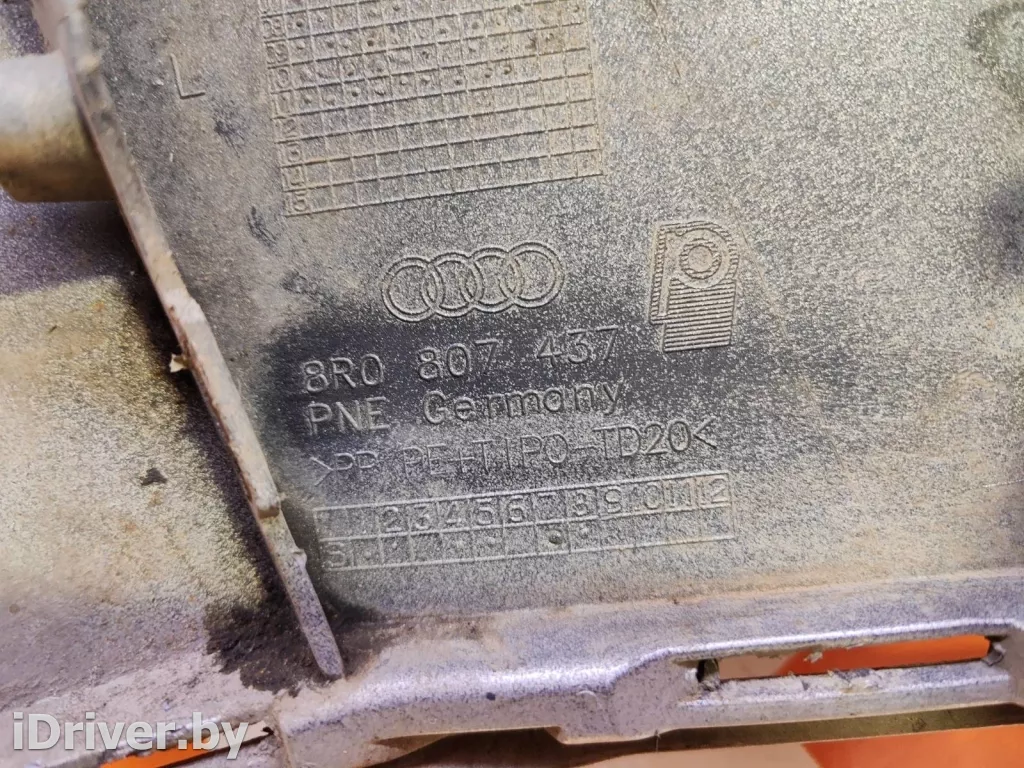 L
8R0 807 437
PNE Germany
>PP PE+TIPO-TD20<
1 2 3 4 5 6 7 8 9 10 11 12
iDriver.by